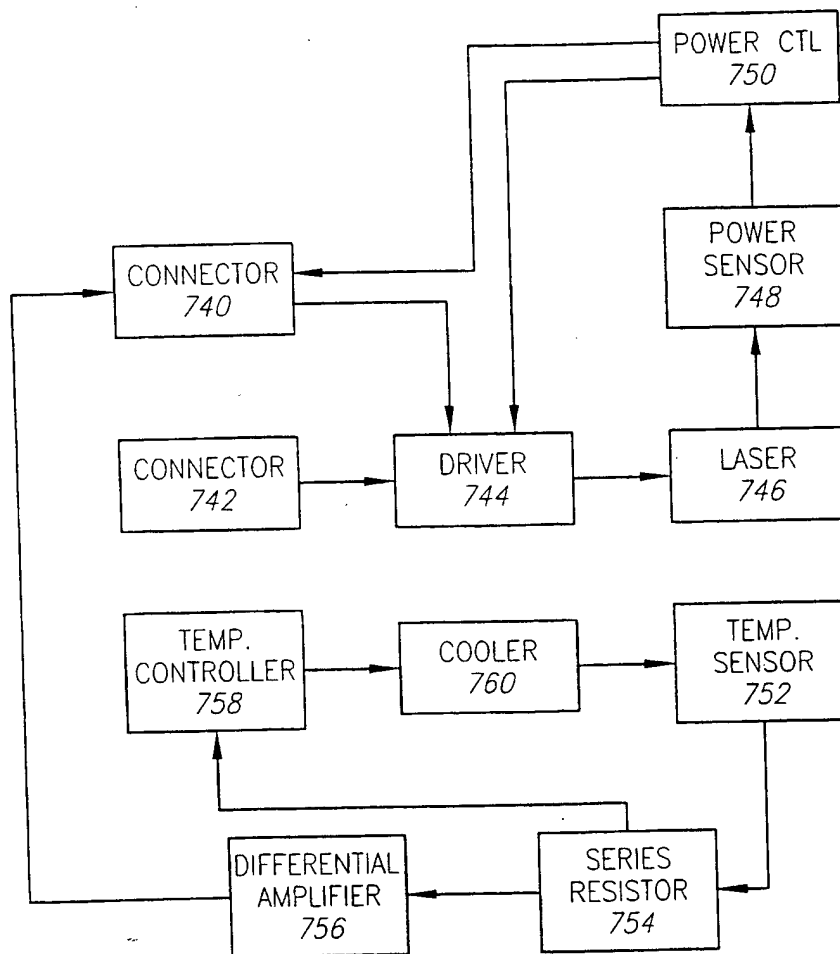 POWER CTL
750
POWER
SENSOR
748
CONNECTOR
740
CONNECTOR
742
DRIVER
744
LASER
746
TEMP.
CONTROLLER
758
COOLER
760
TEMP.
SENSOR
752
DIFFERENTIAL
AMPLIFIER
756
SERIES
RESISTOR
754